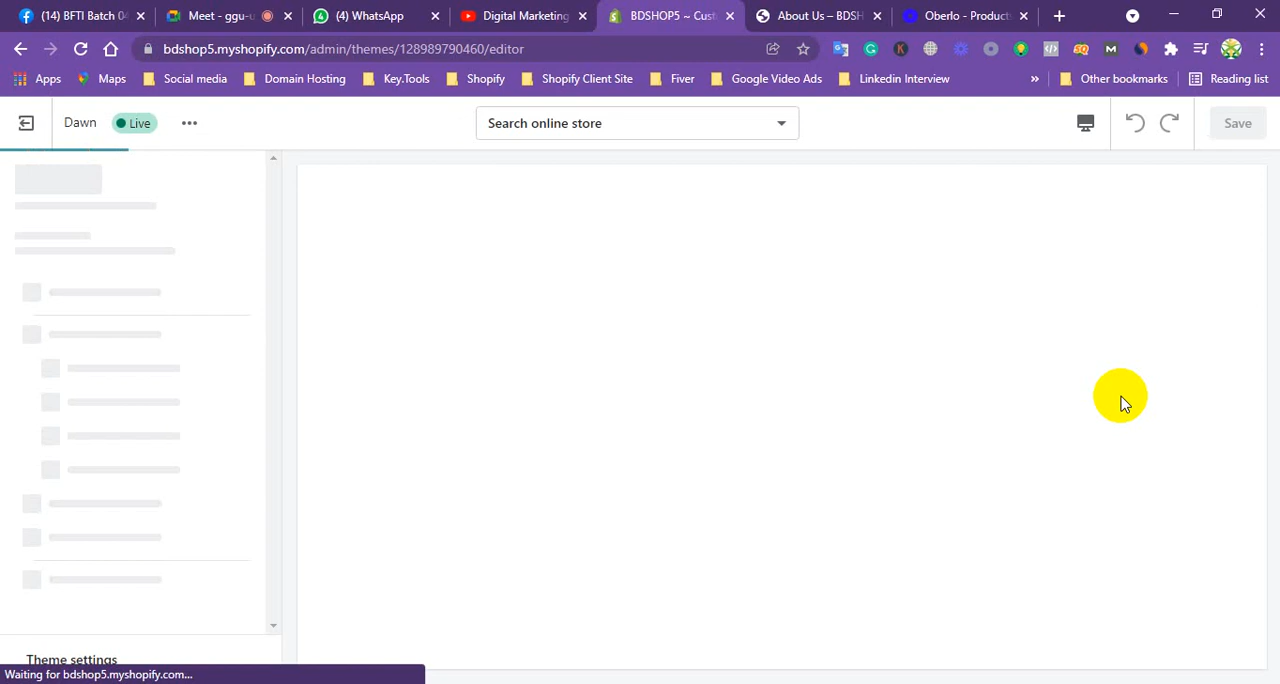 (14) BFTI Batch 04
Meet - ggu-u
(4) WhatsApp
Digital Marketing
BDSHOP5 ~ Cust
About Us – BDSH
Oberlo - Product
bdshop5.myshopify.com/admin/themes/128989790460/editor
Apps
Maps
Social media
Domain Hosting
Key.Tools
Shopify
Shopify Client Site
Fiver
Google Video Ads
Linkedin Interview
»
Other bookmarks
Reading list
Dawn
Live
Search online store
Save
Theme settings
Waiting for bdshop5.myshopify.com...